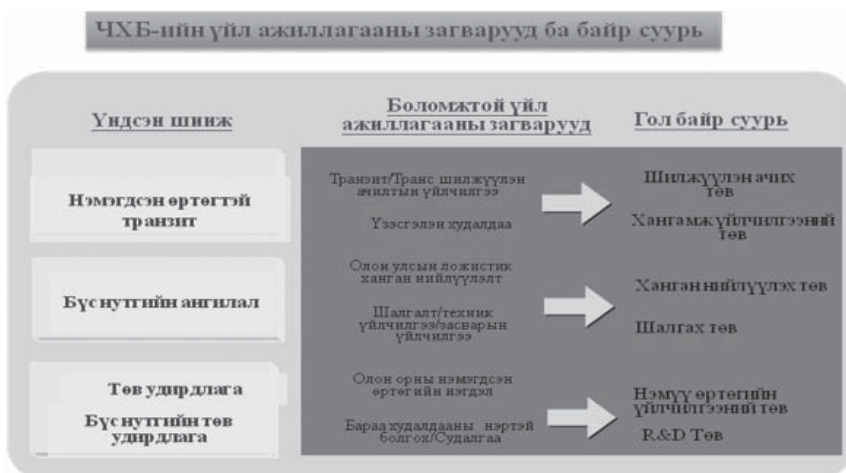 ЧХБ-ийн үйл ажиллагааны загварууд ба байр суурь
Үндсэн шинж
Боломжтой үйл
ажиллагааны загварууд
Гол байр суурь
Нэмэгдсэн өртөгтэй
транзит
Транзит/Транс шилжүүлэн
ачилтын үйлчилгээ
Үзэсгэлэн худалдаа
Шилжүүлэн ачих
төв
Хангамж үйлчилгээний
төв
Бүс нутгийн ангилал
Олон улсын ложистик
ханган нийлүүлэлт
Шалгалт/техник
үйлчилгээ/засварын
үйлчилгээ
Ханган нийлүүлэх төв
Шалгах төв
Төв удирдлага
Бүс нутгийн төв
удирдлага
Олон орны нэмэгдсэн
өртөгийн нэгдэл
Бараа худалдааны нэртэй
болгох/Судалгаа
Нэмүү өртөгийн
үйлчилгээний төв
R&D Төв